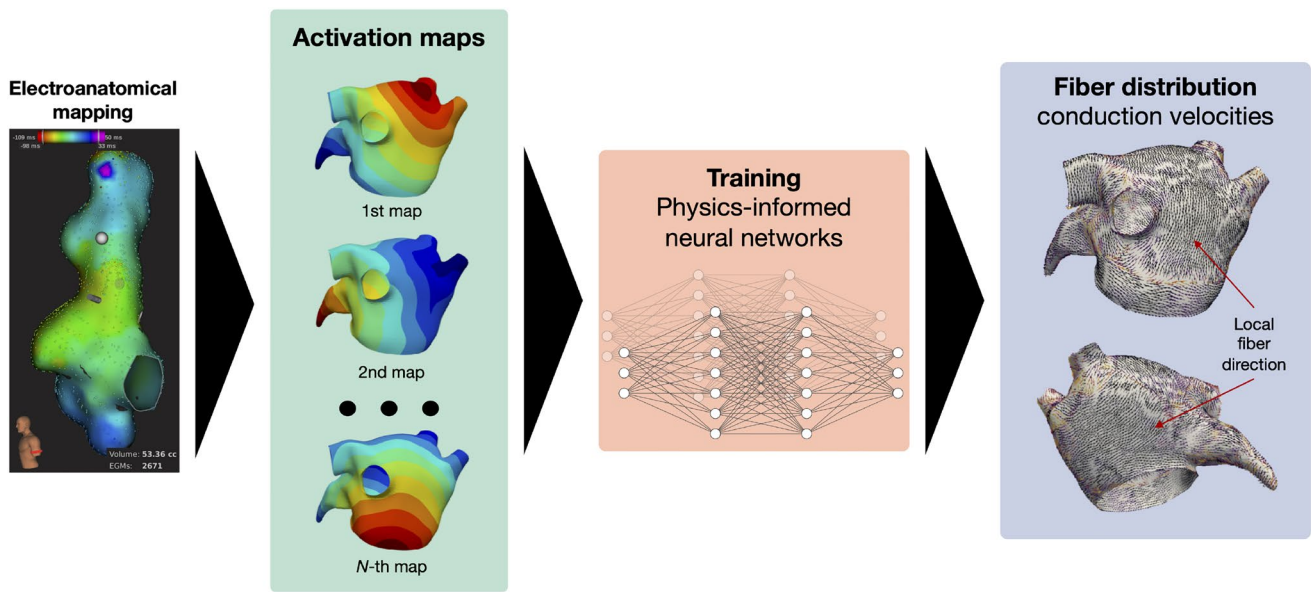 Electroanatomical
mapping
-109 ms
50 ms
-98 ms
33 ms
Volume: 53.36 cc
EGMs: 2671
Activation maps
1st map
2nd map
N-th map
Training
Physics-informed
neural networks
Fiber distribution
conduction velocities
Local
fiber
direction